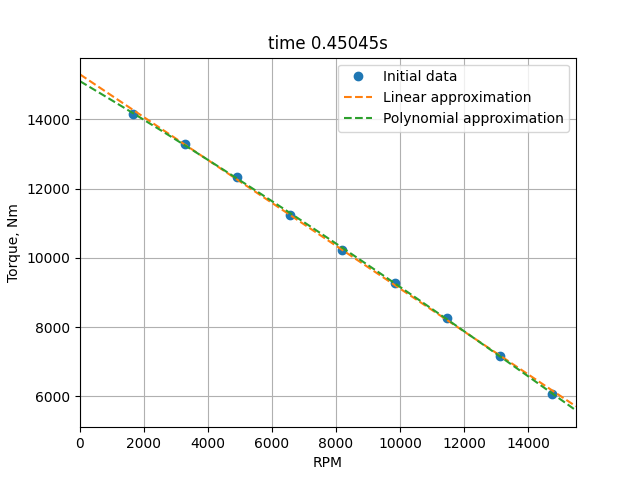 time 0.45045s
Initial data
Linear approximation
Polynomial approximation
Torque, Nm
14000
12000
10000
8000
6000
0 2000 4000 6000 8000 10000 12000 14000
RPM